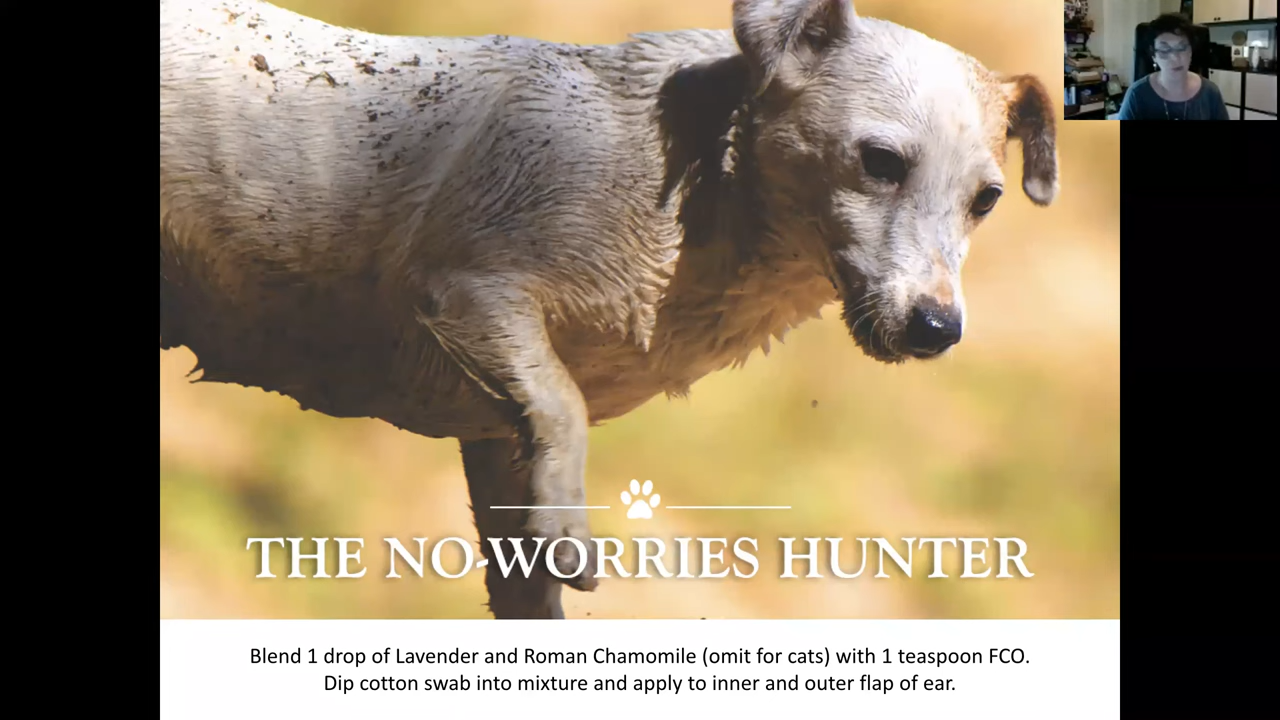 THE NO-WORRIES HUNTER
Blend 1 drop of Lavender and Roman Chamomile (omit for cats) with 1 teaspoon FCO.
Dip cotton swab into mixture and apply to inner and outer flap of ear.